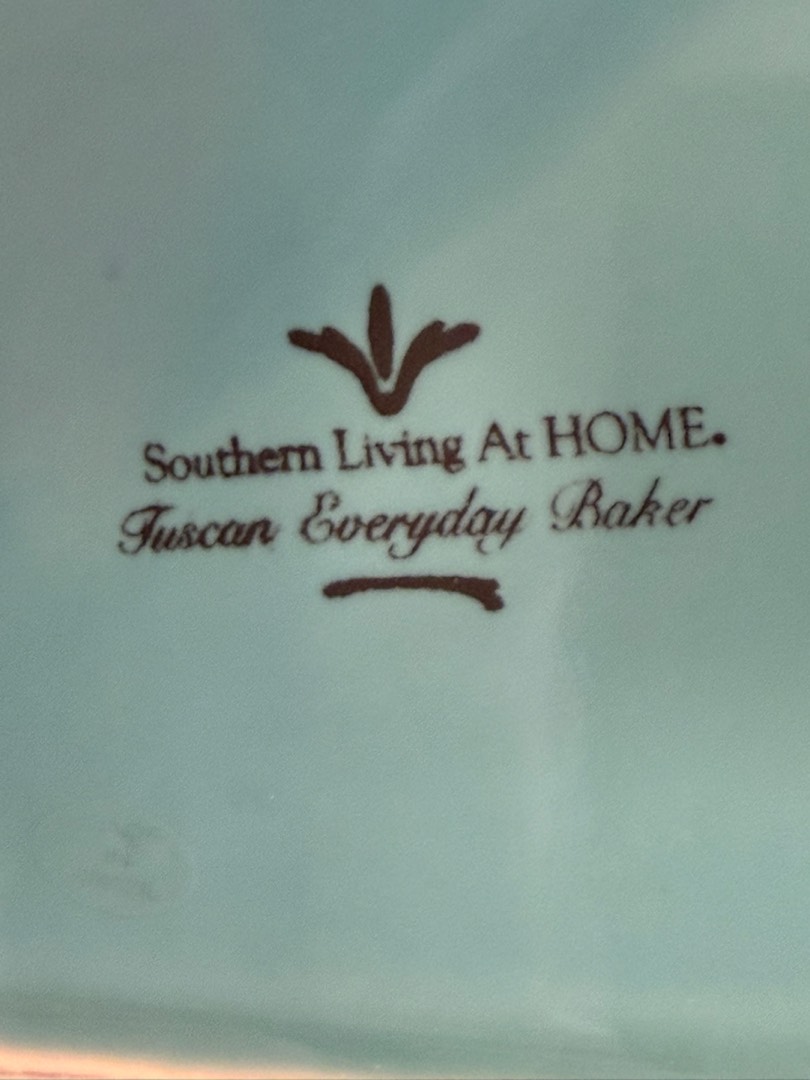 Southern Living At HOME.
Tuscan Everyday Baker